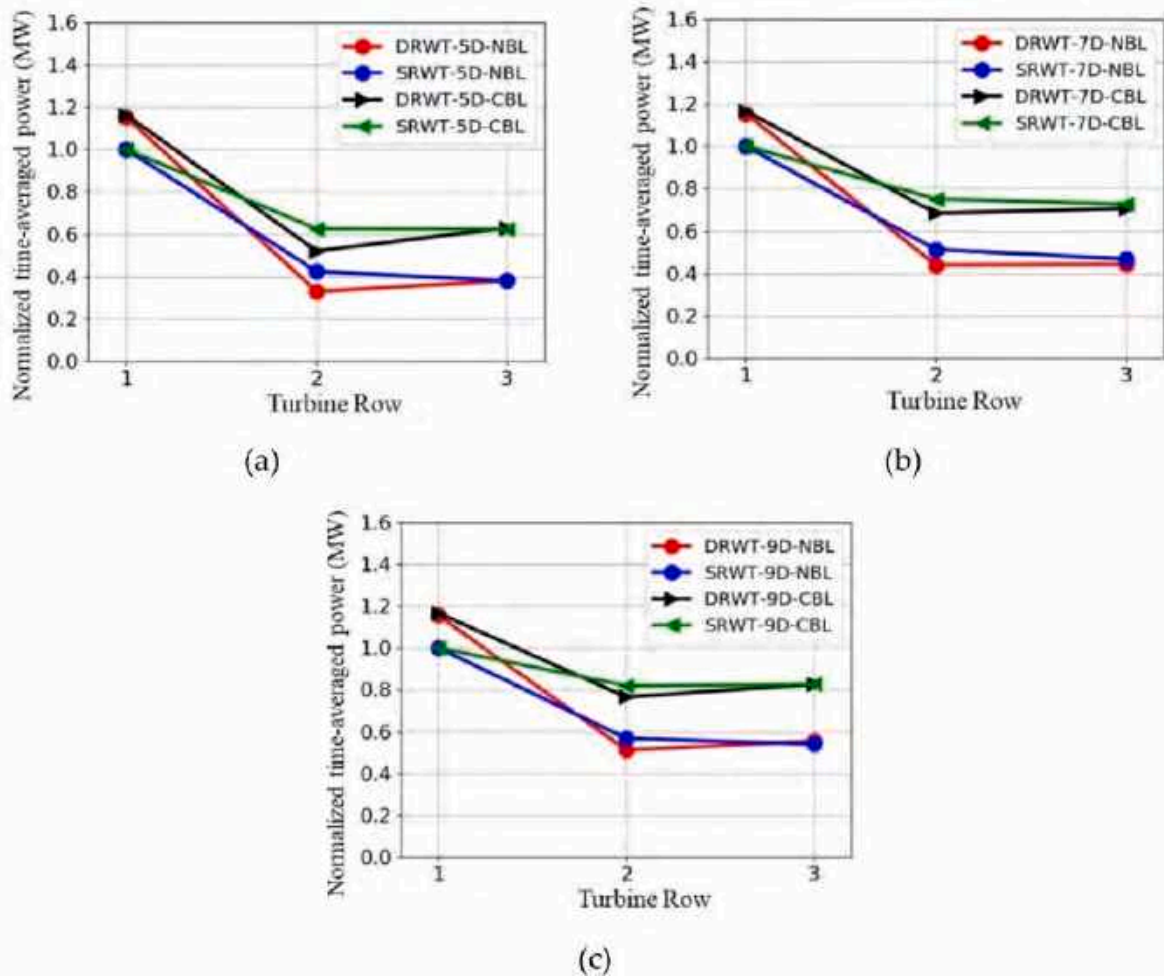 Normalized time-averaged power (MW)
1.6
1.4
1.2
1.0
0.8
0.6
0.4
0.2
0.0
DRWT-5D-NBL
SRWT-5D-NBL
DRWT-5D-CBL
SRWT-5D-CBL
1 2 3
Turbine Row
(a)
Normalized time-averaged power (MW)
1.6
1.4
1.2
1.0
0.8
0.6
0.4
0.2
0.0
DRWT-7D-NBL
SRWT-7D-NBL
DRWT-7D-CBL
SRWT-7D-CBL
1 2 3
Turbine Row
(b)
Normalized time-averaged power (MW)
1.6
1.4
1.2
1.0
0.8
0.6
0.4
0.2
0.0
DRWT-9D-NBL
SRWT-9D-NBL
DRWT-9D-CBL
SRWT-9D-CBL
1 2 3
Turbine Row
(c)